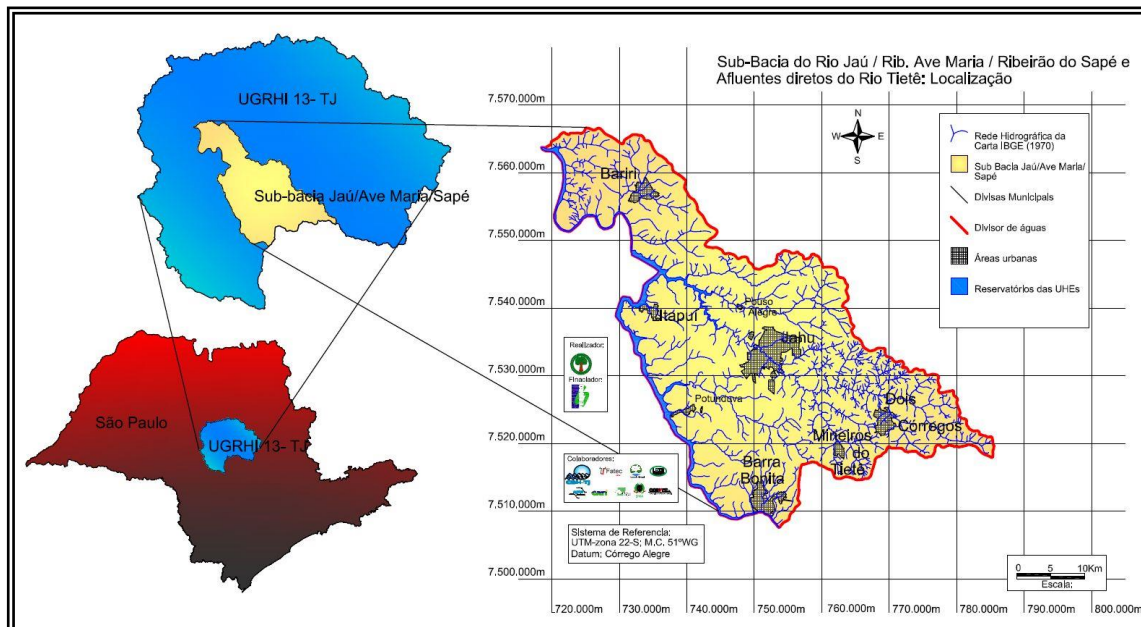 UGRHI 13- TJ
Sub-bacia Jaú/Ave Maria/Sapé
São Paulo
UGRHI 13- TJ
Sub-Bacia do Rio Jaú / Rib. Ave Maria / Ribeirão do Sapé e
Afluentes diretos do Rio Tietê: Localização
N
W E
S
Rede Hidrográfica da
Carta IBGE (1970)
Sub Bacia Jaú/Ave Maria/
Sapé
Divisas Municipais
Divisor de águas
Áreas urbanas
Reservatórios das UHEs
7.570.000m
7.560.000m
7.550.000m
7.540.000m
7.530.000m
7.520.000m
7.510.000m
7.500.000m
Bariri
Itapuí
Pouso
Alegre
Jahu
Potunduva
Dois
Córregos
Mineiros
do
Tietê
Barra
Bonita
Realizador:
Finaciador:
Colaboradores:
Fatec
Sistema de Referencia:
UTM-zona 22-S; M.C. 51ºWG
Datum: Córrego Alegre
0 5 10Km
Escala:
720.000m 730.000m 740.000m 750.000m 760.000m 770.000m 780.000m 790.000m 800.000m